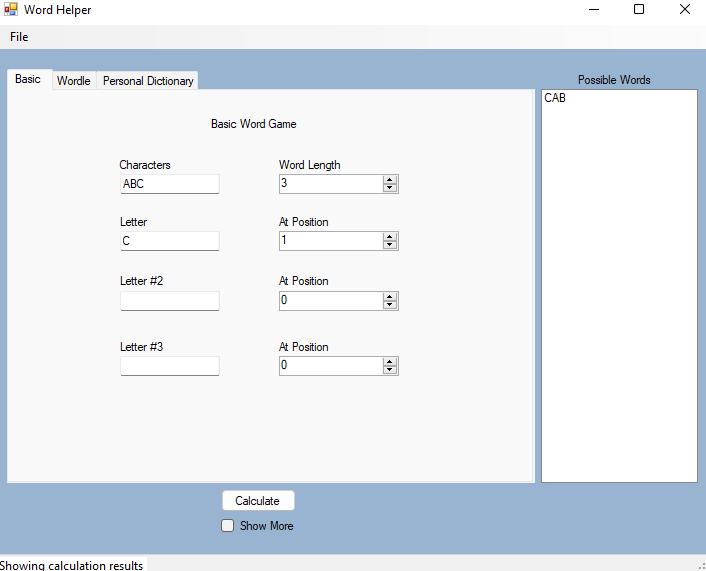 Word Helper
File
Basic Wordle Personal Dictionary
Possible Words
CAB
Basic Word Game
Characters Word Length
ABC 3
Letter At Position
C 1
Letter #2 At Position
0
Letter #3 At Position
0
Calculate
Show More
Showing calculation results